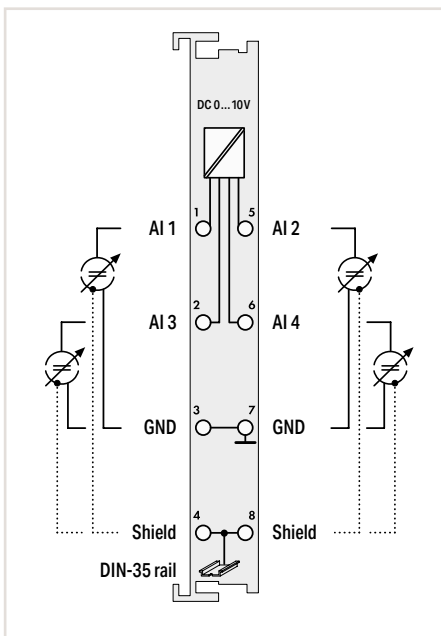 DC 0... 10V
1 5
AI 1 AI 2
2 6
AI 3 AI 4
3 7
GND GND
4 8
Shield Shield
DIN-35 rail